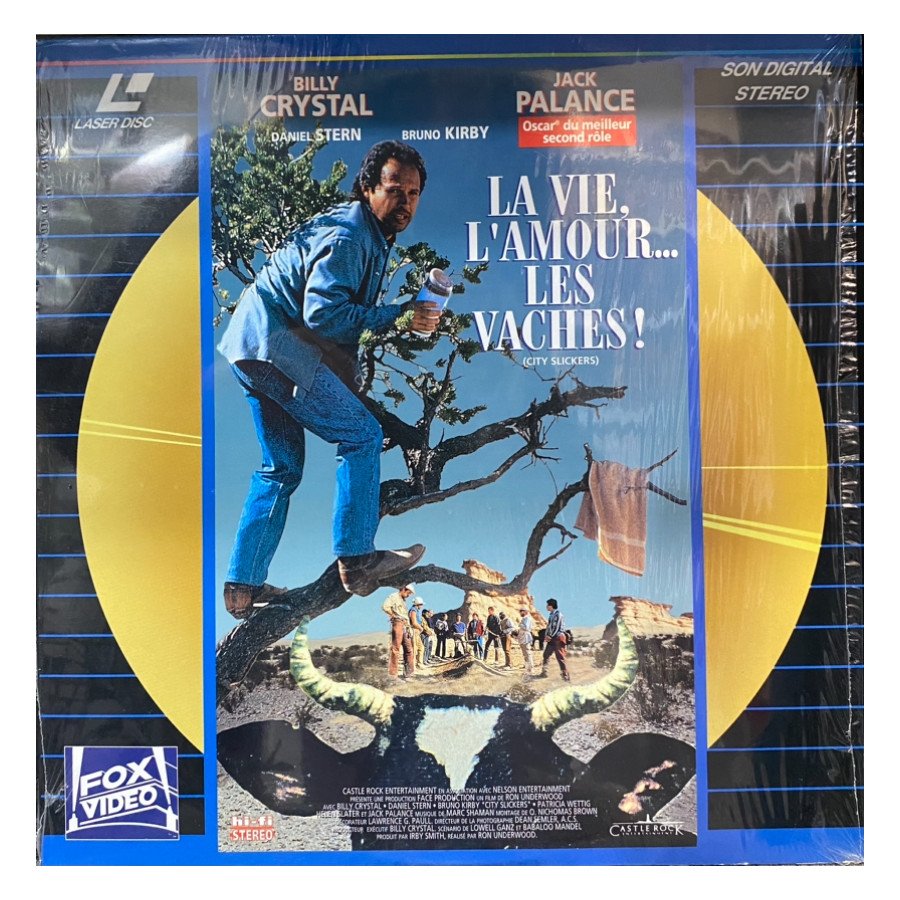 LASER DISC
BILLY
CRYSTAL
JACK
PALANCE
Oscar® du meilleur
second rôle
SON DIGITAL
STEREO
DANIEL STERN
BRUNO KIRBY
LA VIE,
L'AMOUR...
LES
VACHES!
(CITY SLICKERS)
FOX
VIDEO
hi-fi
STEREO
CASTLE ROCK ENTERTAINMENT EN ASSOCIATION AVEC NELSON ENTERTAINMENT
PRÉSENTE UNE PRODUCTION FACE PRODUCTION UN FILM DE RON UNDERWOOD
AVEC BILLY CRYSTAL • DANIEL STERN • BRUNO KIRBY "CITY SLICKERS" • PATRICIA WETTIG
SLATER ET JACK PALANCE MUSIQUE DE MARC SHAMAN MONTAGE DE O. NICHOMAS BROWN
LAWRENCE G. PAULL. DIRECTEUR DE LA PHOTOGRAPHIE DEAN SEMLER, A.C.S.
EXÉCUTIF BILLY CRYSTAL. SCÉNARIO DE LOWELL GANZ ET BABALOO MANDEL
PRODUIT PAR IRBY SMITH, RÉALISÉ PAR RON UNDERWOOD.
CASTLE ROCK
ENTERTAINMENT